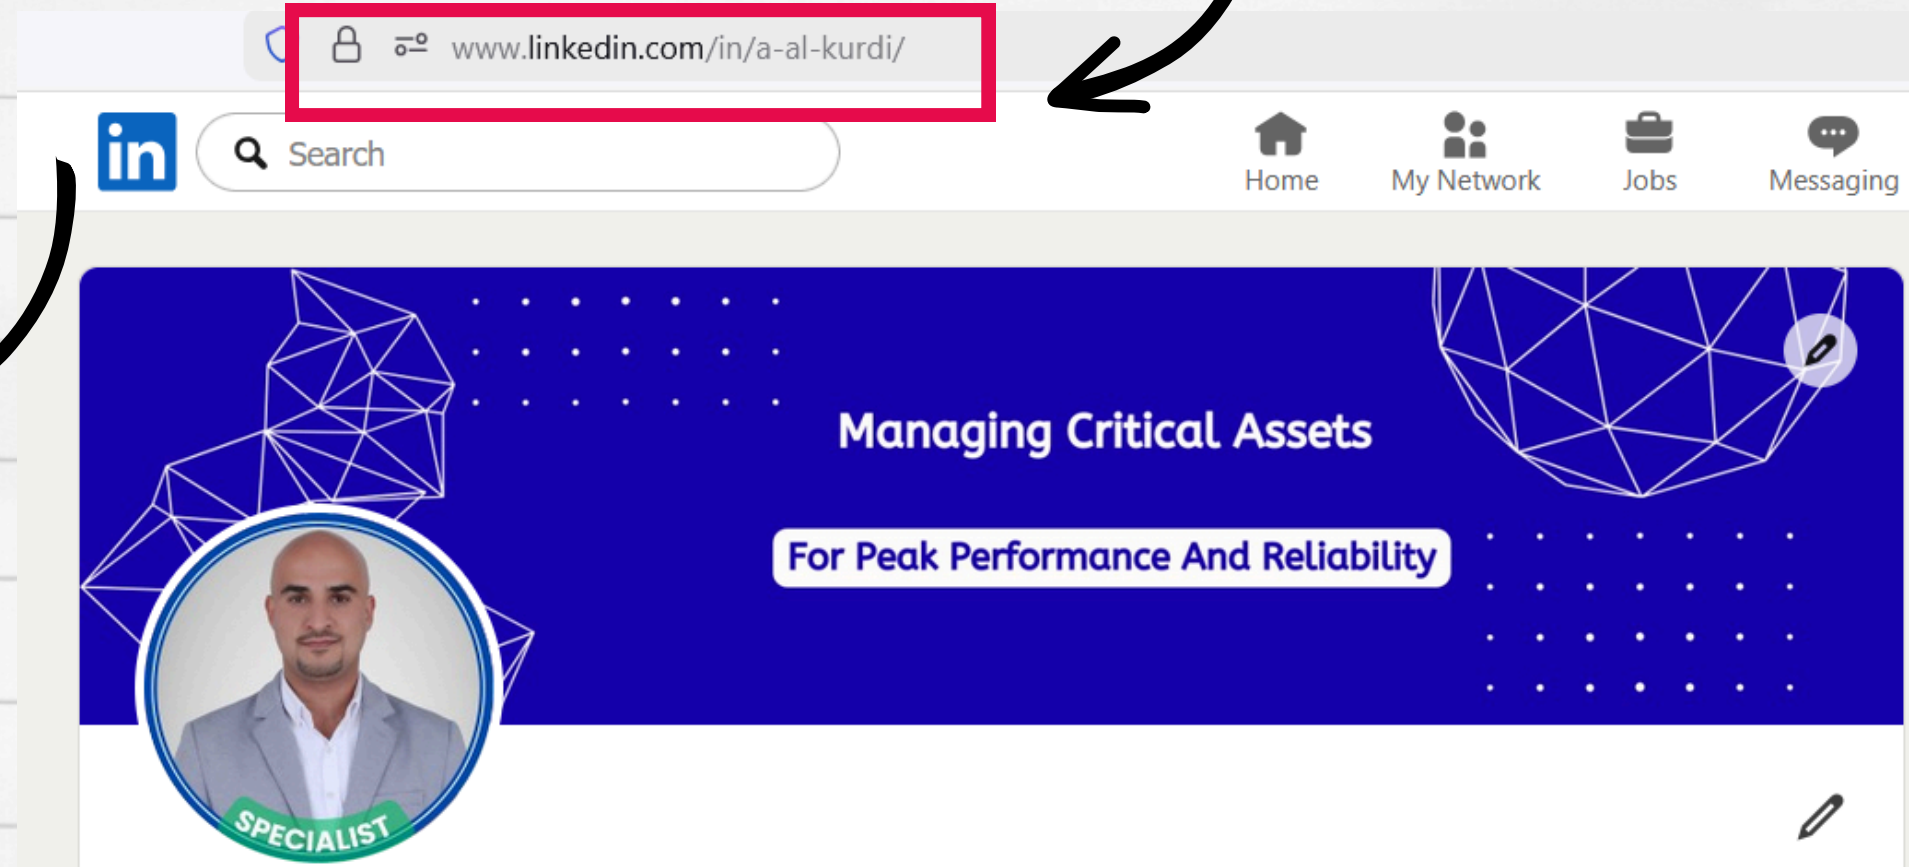 www.linkedin.com/in/a-al-kurdi/
in
Search
Home
My Network
Jobs
Messaging
Managing Critical Assets
For Peak Performance And Reliability
SPECIALIST